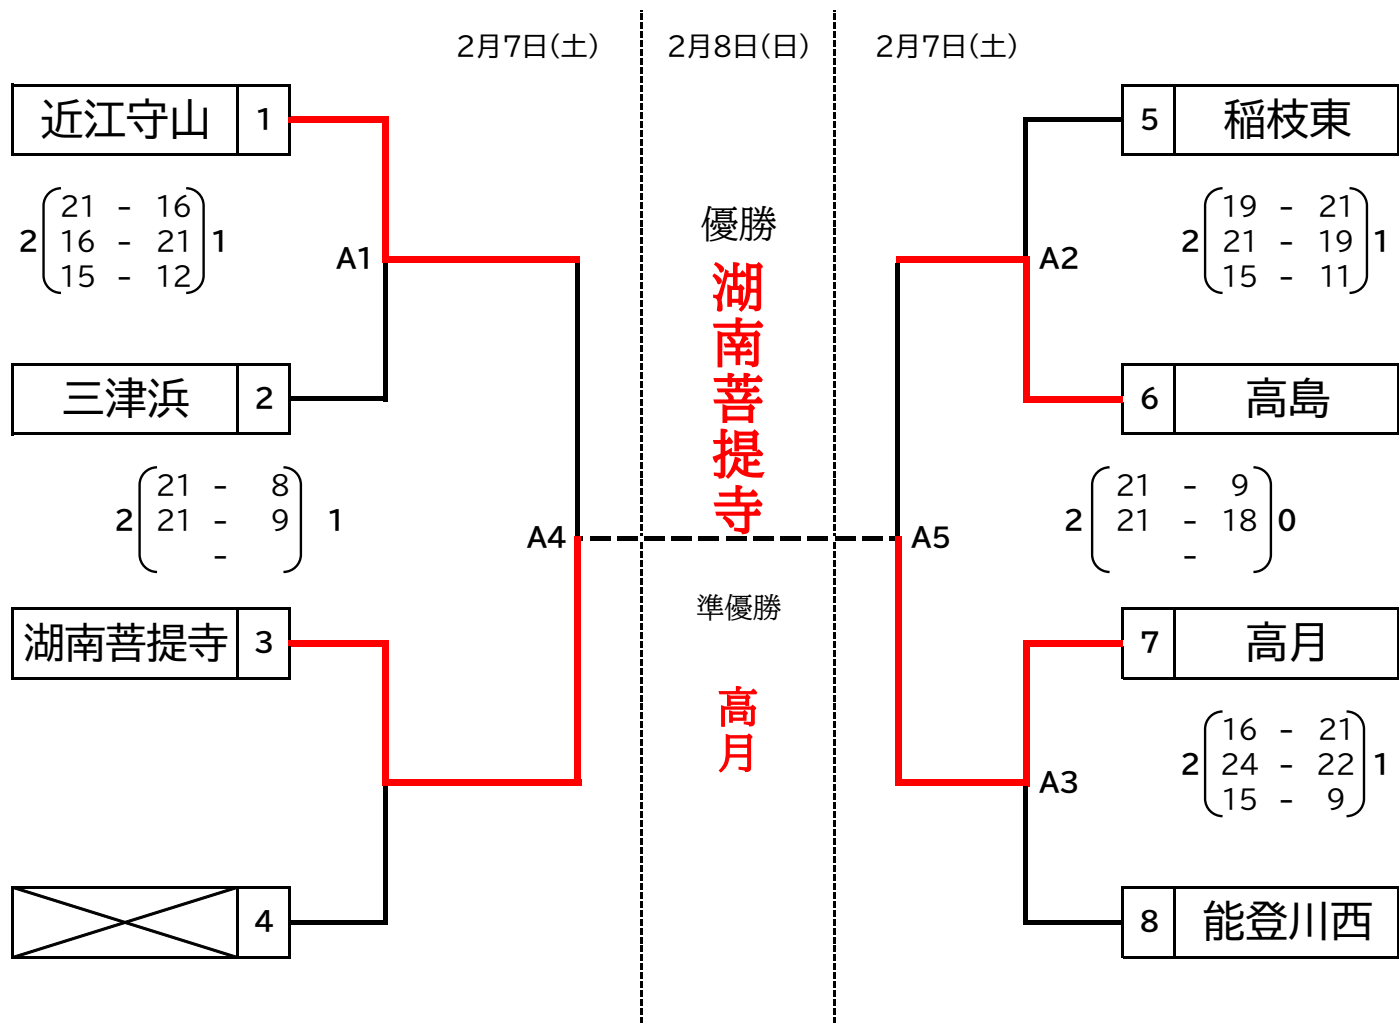 2月7日(土)
2月8日(日)
2月7日(土)
近江守山 1
21 - 16
2 16 - 21 1
15 - 12
A1
三津浜 2
21 - 8
2 21 - 9 1
-
A4
湖南菩提寺 3
4
優勝
湖南菩提寺
準優勝
高月
5 稲枝東
19 - 21
2 21 - 19 1
15 - 11
A2
6 高島
21 - 9
2 21 - 18 0
-
A5
7 高月
16 - 21
2 24 - 22 1
15 - 9
A3
8 能登川西